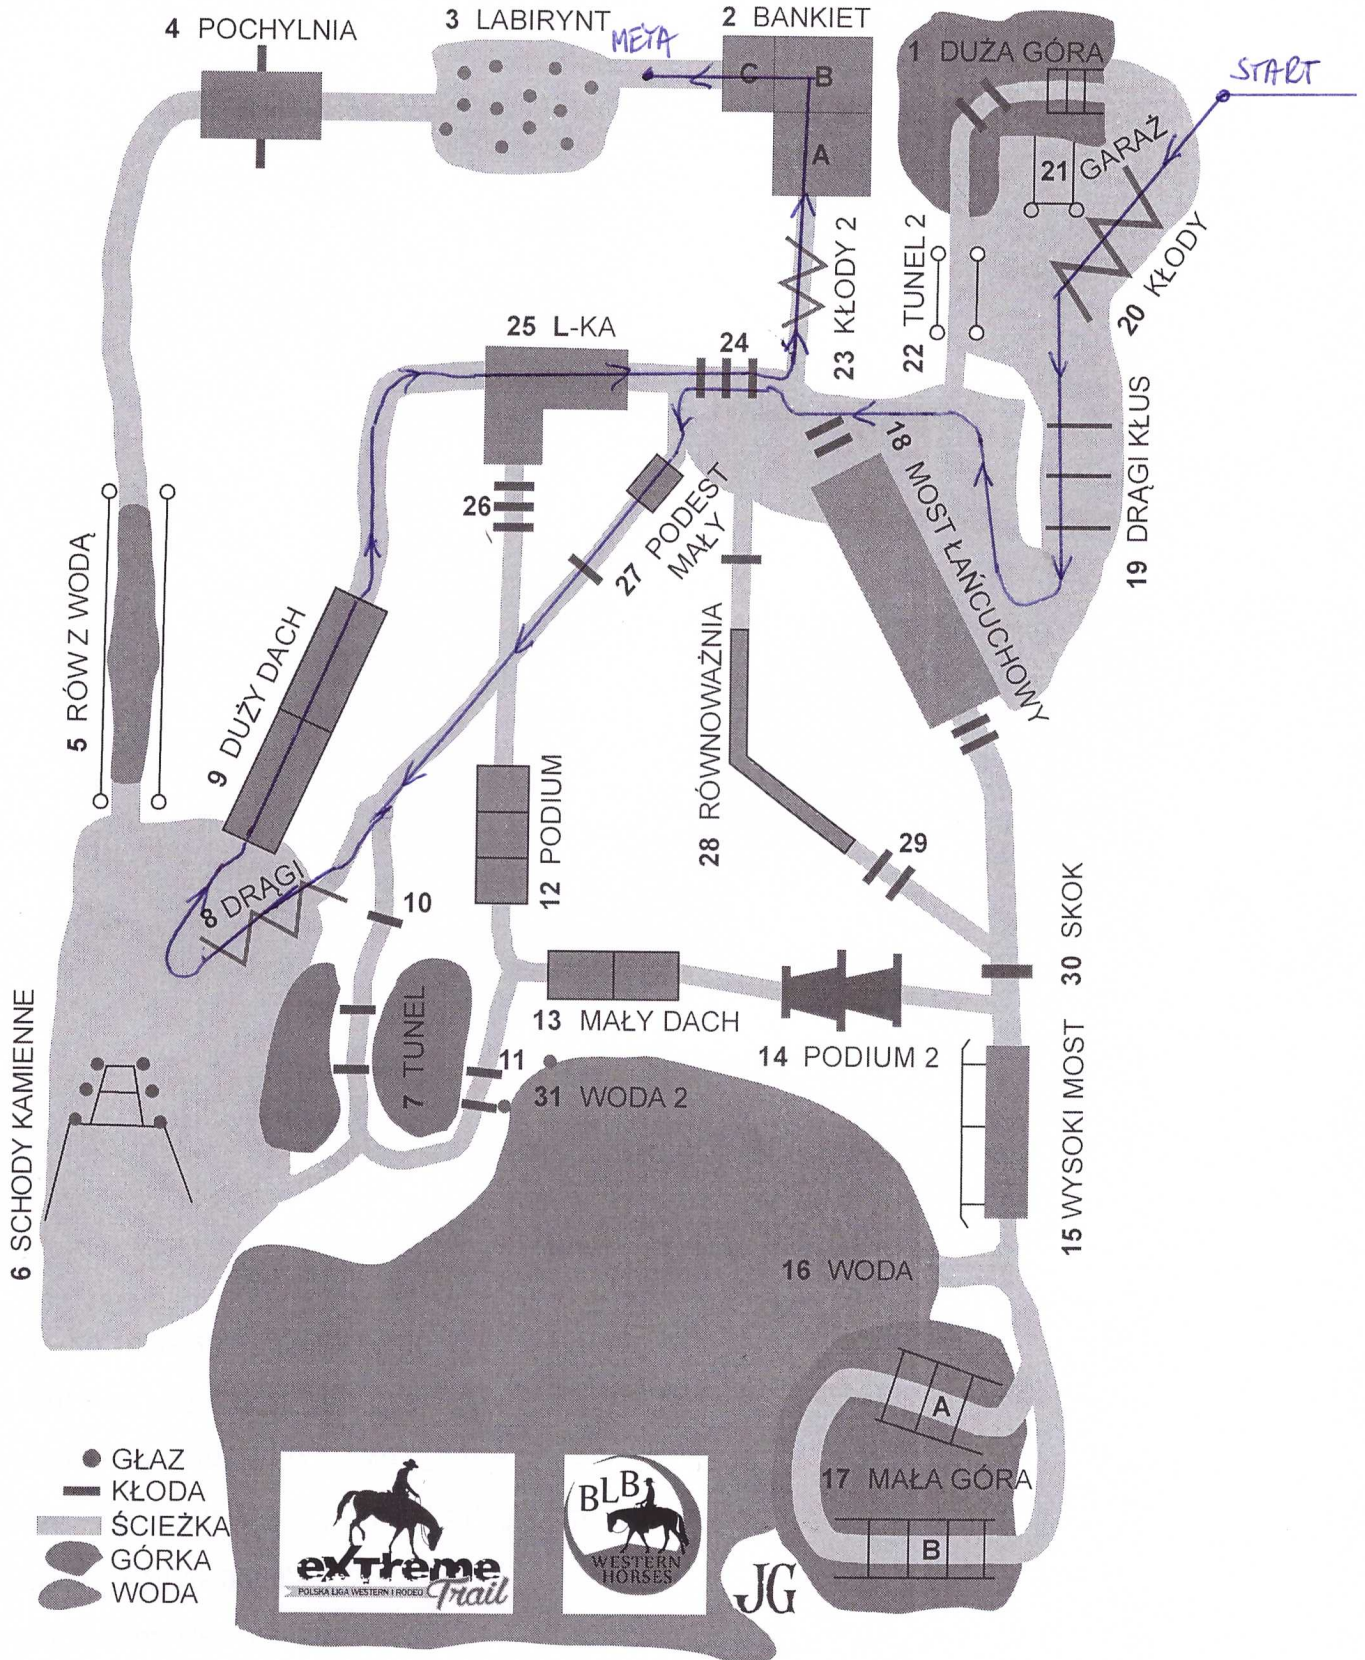 4 POCHYLNIA
3 LABIRYNT
META
2 BANKIET
C
B
A
1 DUŻA GÓRA
START
21 GARAŻ
20 KŁODY
22 TUNEL 2
23 KŁODY 2
24
25 L-KA
26
27 PODEST
MAŁY
18 MOST ŁAŃCUCHOWY
19 DRĄGI KŁUS
5 RÓW Z WODĄ
9 DUŻY DACH
8 DRĄGI
10
12 PODIUM
28 RÓWNOWAŻNIA
29
30 SKOK
6 SCHODY KAMIENNE
7 TUNEL
11
13 MAŁY DACH
14 PODIUM 2
31 WODA 2
15 WYSOKI MOST
16 WODA
A
17 MAŁA GÓRA
B
GŁAZ
KŁODA
ŚCIEŻKA
GÓRKA
WODA
eXtreme
POLSKA LIGA WESTERN I RODEO
Trail
BLB
WESTERN
HORSES
JG